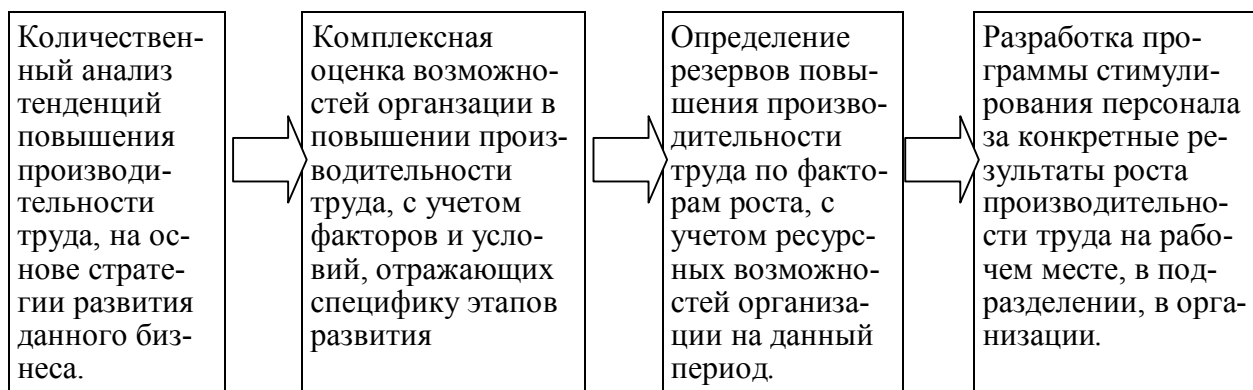 Количествен-
ный анализ
тенденций
повышения
производи-
тельности
труда, на ос-
нове страте-
гии развития
данного биз-
неса.
Комплексная
оценка возможно-
стей органзации в
повышении произ-
водительности
труда, с учетом
факторов и усло-
вий, отражающих
специфику этапов
развития
Определение
резервов повы-
шения произво-
дительности
труда по факто-
рам роста, с
учетом ресурс-
ных возможно-
стей организа-
ции на данный
период.
Разработка про-
граммы стимули-
рования персонала
за конкретные ре-
зультаты роста
производительно-
сти труда на рабо-
чем месте, в под-
разделении, в орга-
низации.